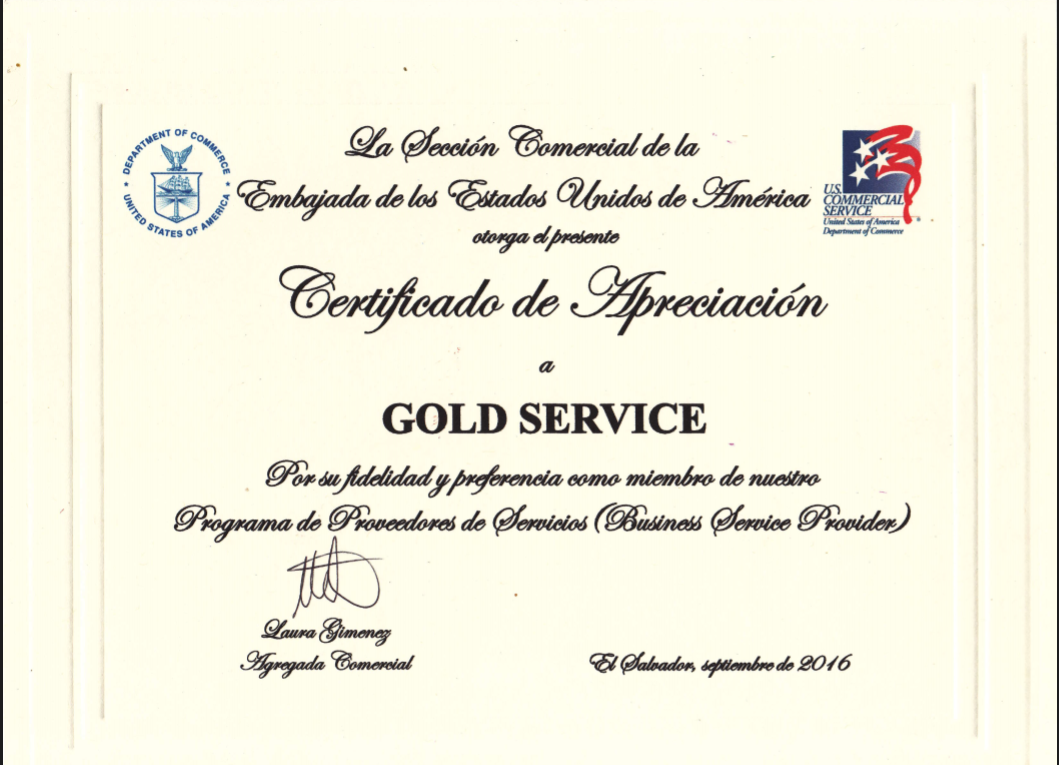 DEPARTMENT OF COMMERCE
UNITED STATES OF AMERICA
U.S.
COMMERCIAL
SERVICE
United States of America
Department of Commerce
La Sección Comercial de la
Embajada de los Estados Unidos de América
otorga el presente
Certificado de Apreciación
a
GOLD SERVICE
Por su fidelidad y preferencia como miembro de nuestro
Programa de Proveedores de Servicios (Business Service Provider)
Laura Gimenez
Agregada Comercial
El Salvador, septiembre de 2016